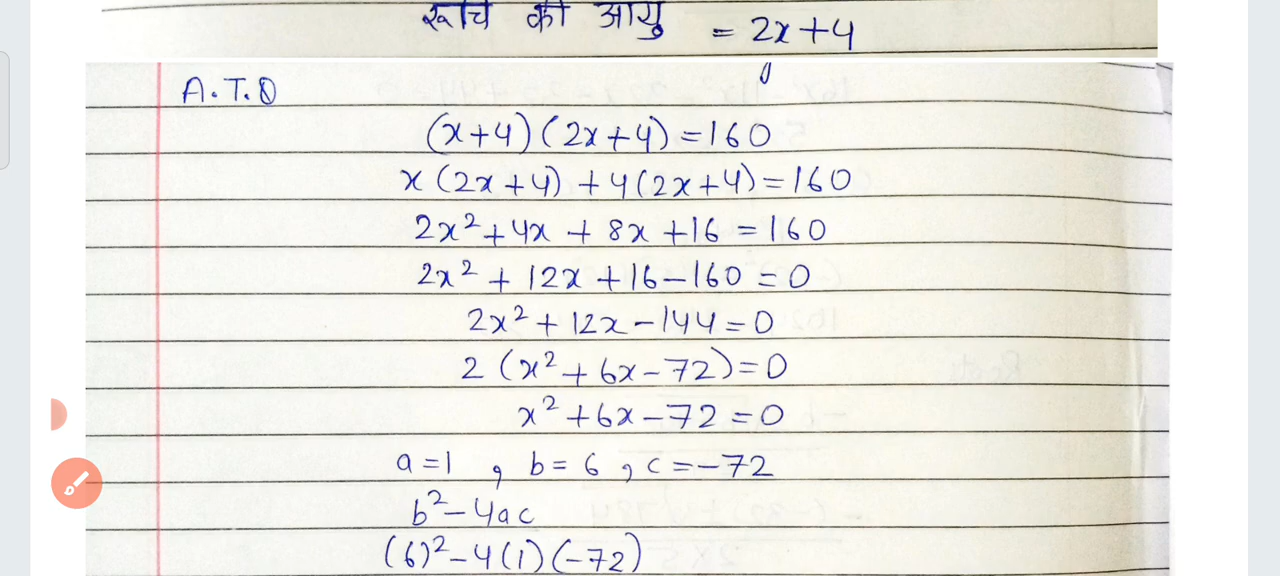 रूचि की आयु = 2x+4
A.T.Q
(x+4)(2x+4)=160
x(2x+4)+4(2x+4)=160
2x²+4x+8x+16=160
2x²+12x+16-160=0
2x²+12x-144=0
2(x²+6x-72)=0
x²+6x-72=0
a=1, b=6, c=-72
b²-4ac
(6)²-4(1)(-72)